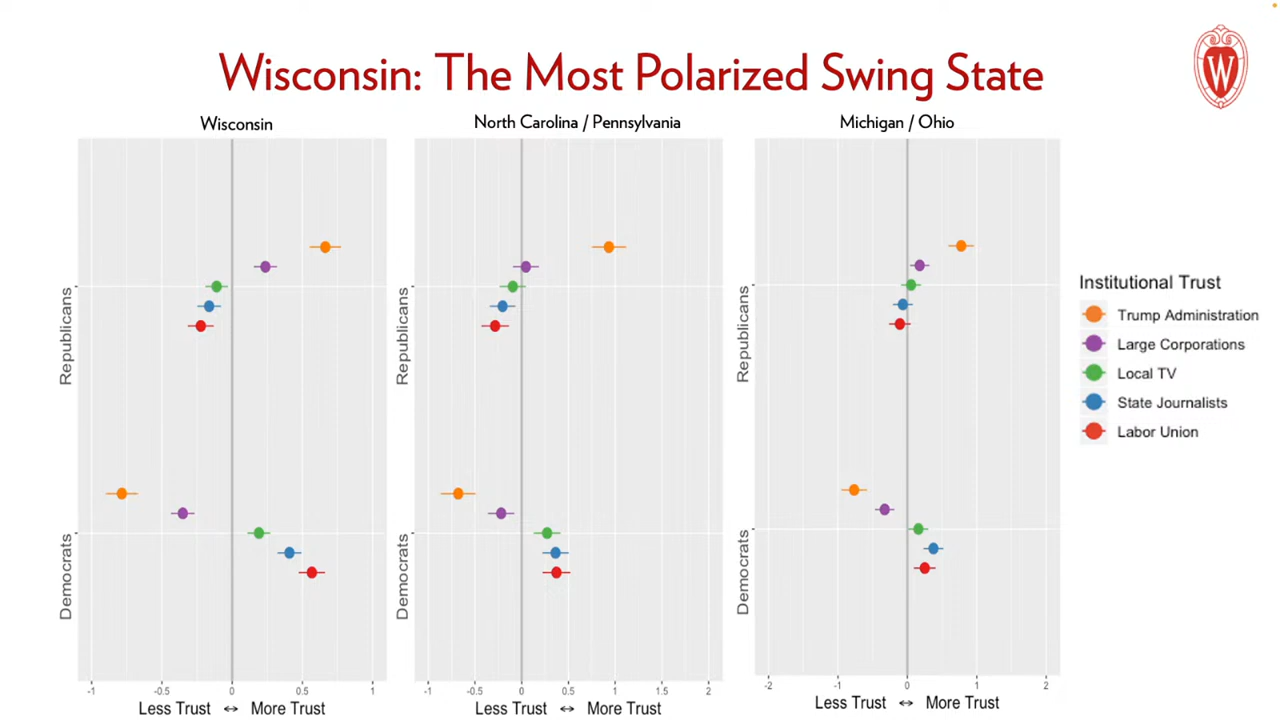 Wisconsin: The Most Polarized Swing State
W
Wisconsin
North Carolina / Pennsylvania
Michigan / Ohio
Republicans
Democrats
-1 -0.5 0 0.5 1
Less Trust ↔ More Trust
Republicans
Democrats
-1 -0.5 0 0.5 1 1.5 2
Less Trust ↔ More Trust
Republicans
Democrats
-2 -1 0 1 2
Less Trust ↔ More Trust
Institutional Trust
Trump Administration
Large Corporations
Local TV
State Journalists
Labor Union